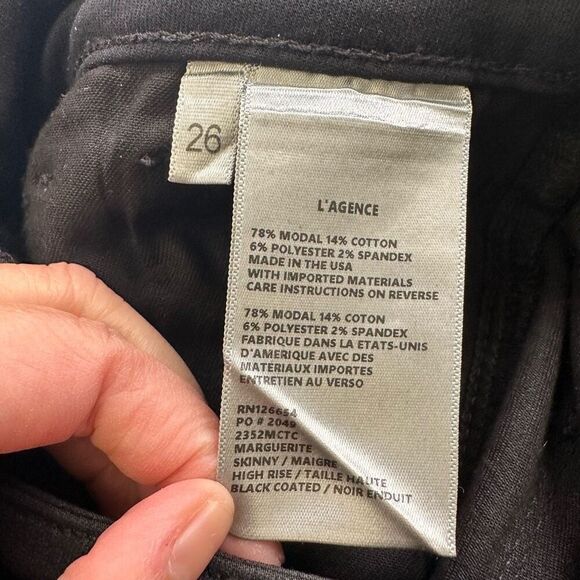 26
L'AGENCE
78% MODAL 14% COTTON
6% POLYESTER 2% SPANDEX
MADE IN THE USA
WITH IMPORTED MATERIALS
CARE INSTRUCTIONS ON REVERSE
78% MODAL 14% COTTON
6% POLYESTER 2% SPANDEX
FABRIQUE DANS LA ETATS-UNIS
D'AMERIQUE AVEC DES
MATERIAUX IMPORTES
ENTRETIEN AU VERSO
RN126654
PO # 2049
2352MCTC
MARGUERITE
SKINNY / MAIGRE
HIGH RISE / TAILLE HAUTE
BLACK COATED / NOIR ENDUIT